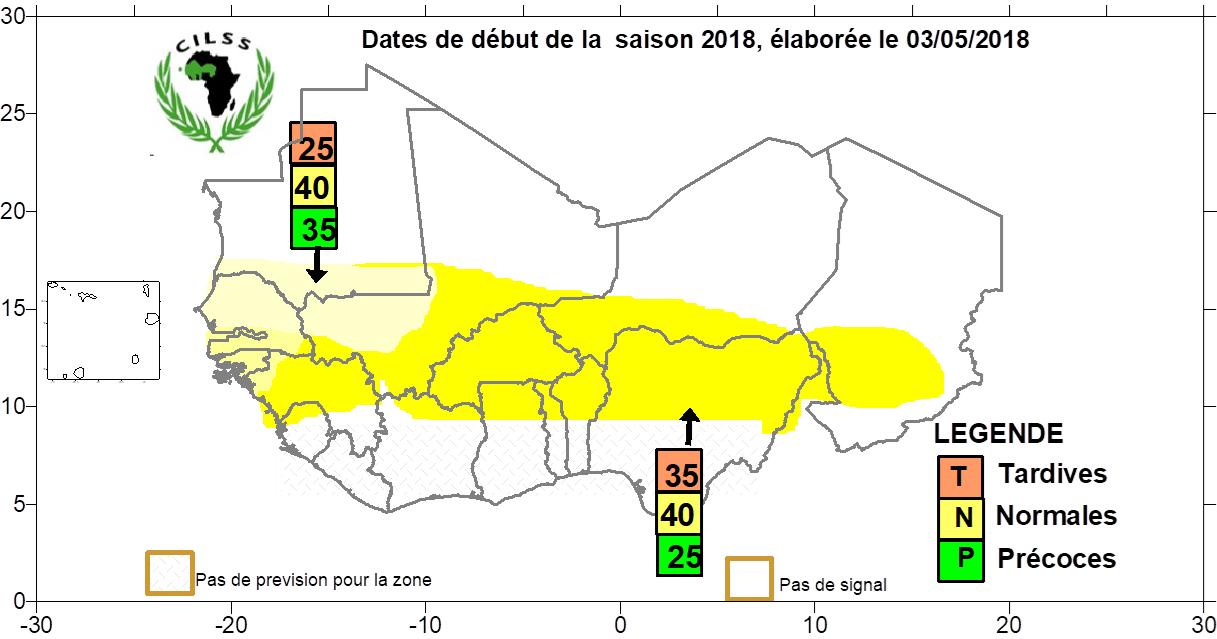 CILSS
Dates de début de la saison 2018, élaborée le 03/05/2018
30
25
20
15
10
5
0
25
40
35
35
40
25
LEGENDE
T Tardives
N Normales
P Précoces
Pas de prevision pour la zone
Pas de signal
-30 -20 -10 0 10 20 30